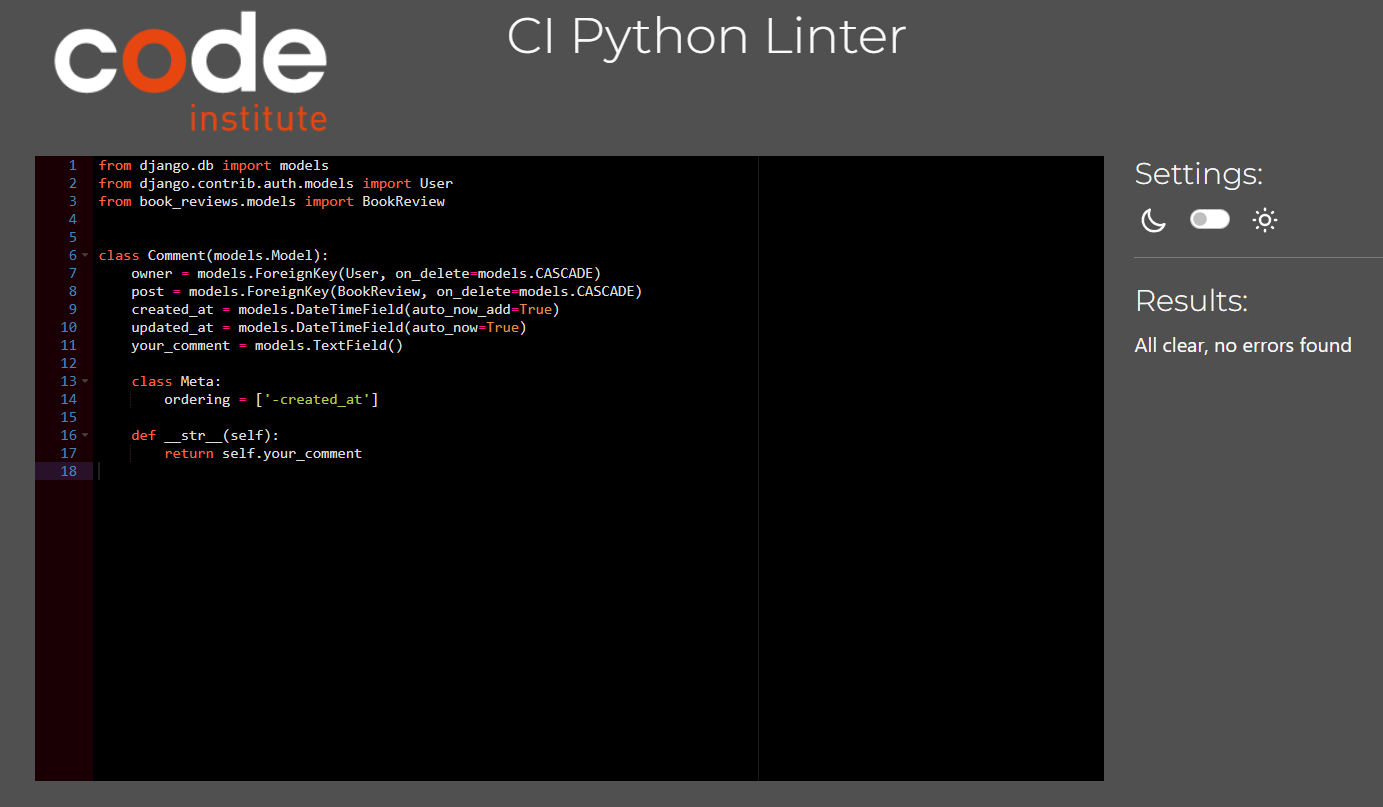 code
institute
CI Python Linter
1 from django.db import models
2 from django.contrib.auth.models import User
3 from book_reviews.models import BookReview
4
5
6 class Comment(models.Model):
7     owner = models.ForeignKey(User, on_delete=models.CASCADE)
8     post = models.ForeignKey(BookReview, on_delete=models.CASCADE)
9     created_at = models.DateTimeField(auto_now_add=True)
10     updated_at = models.DateTimeField(auto_now=True)
11     your_comment = models.TextField()
12
13     class Meta:
14         ordering = ['-created_at']
15
16     def __str__(self):
17         return self.your_comment
18
Settings:
Results:
All clear, no errors found